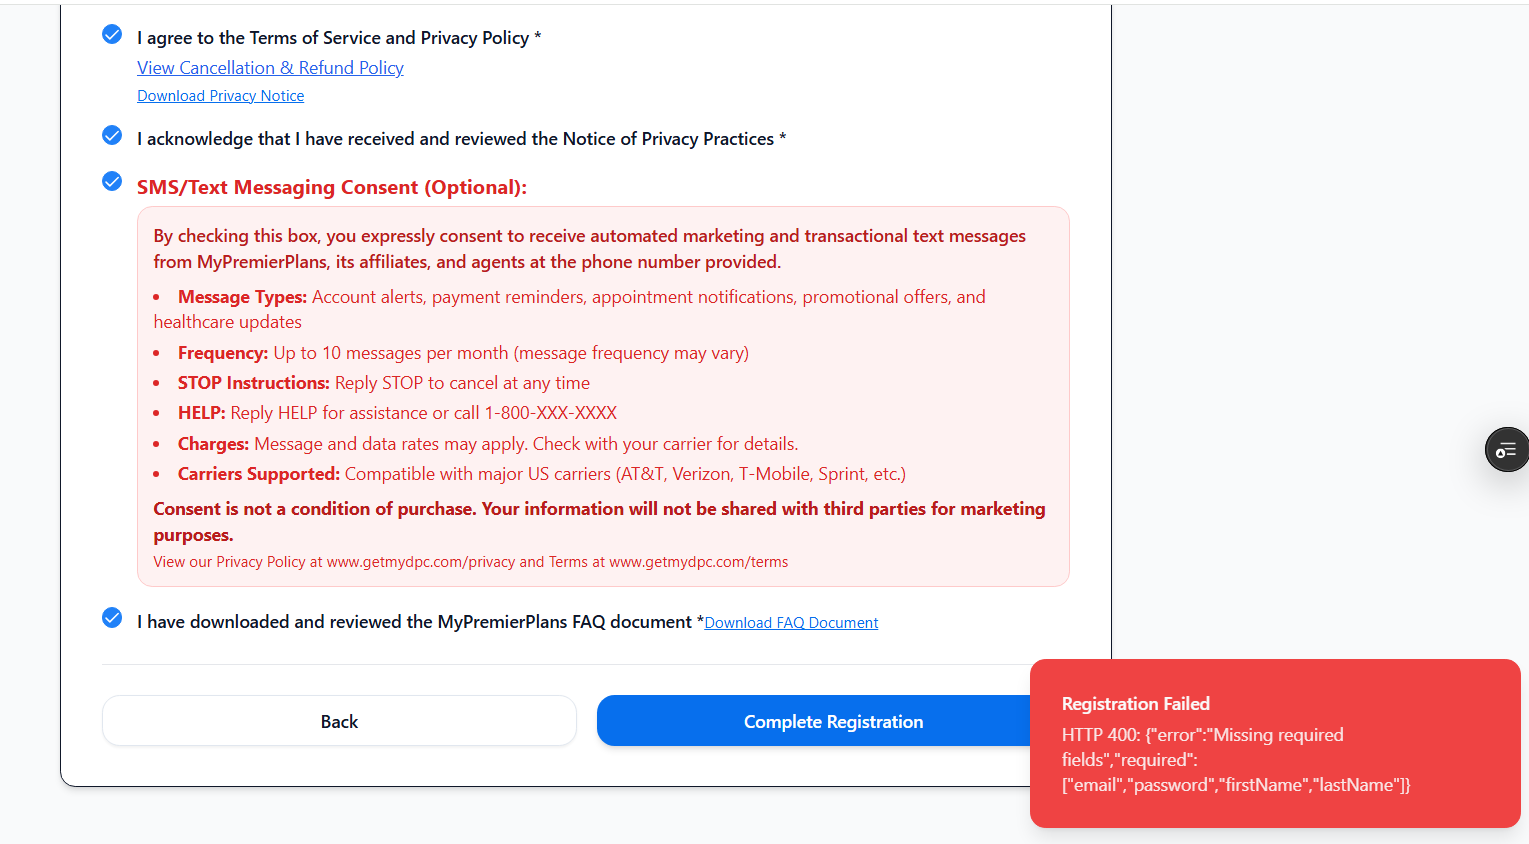 I agree to the Terms of Service and Privacy Policy *
View Cancellation & Refund Policy
Download Privacy Notice
I acknowledge that I have received and reviewed the Notice of Privacy Practices *
SMS/Text Messaging Consent (Optional):
By checking this box, you expressly consent to receive automated marketing and transactional text messages
from MyPremierPlans, its affiliates, and agents at the phone number provided.
• Message Types: Account alerts, payment reminders, appointment notifications, promotional offers, and
healthcare updates
• Frequency: Up to 10 messages per month (message frequency may vary)
• STOP Instructions: Reply STOP to cancel at any time
• HELP: Reply HELP for assistance or call 1-800-XXX-XXXX
• Charges: Message and data rates may apply. Check with your carrier for details.
• Carriers Supported: Compatible with major US carriers (AT&T, Verizon, T-Mobile, Sprint, etc.)
Consent is not a condition of purchase. Your information will not be shared with third parties for marketing
purposes.
View our Privacy Policy at www.getmydpc.com/privacy and Terms at www.getmydpc.com/terms
I have downloaded and reviewed the MyPremierPlans FAQ document *Download FAQ Document
Back
Complete Registration
Registration Failed
HTTP 400: {"error":"Missing required
fields","required":
["email","password","firstName","lastName"]}